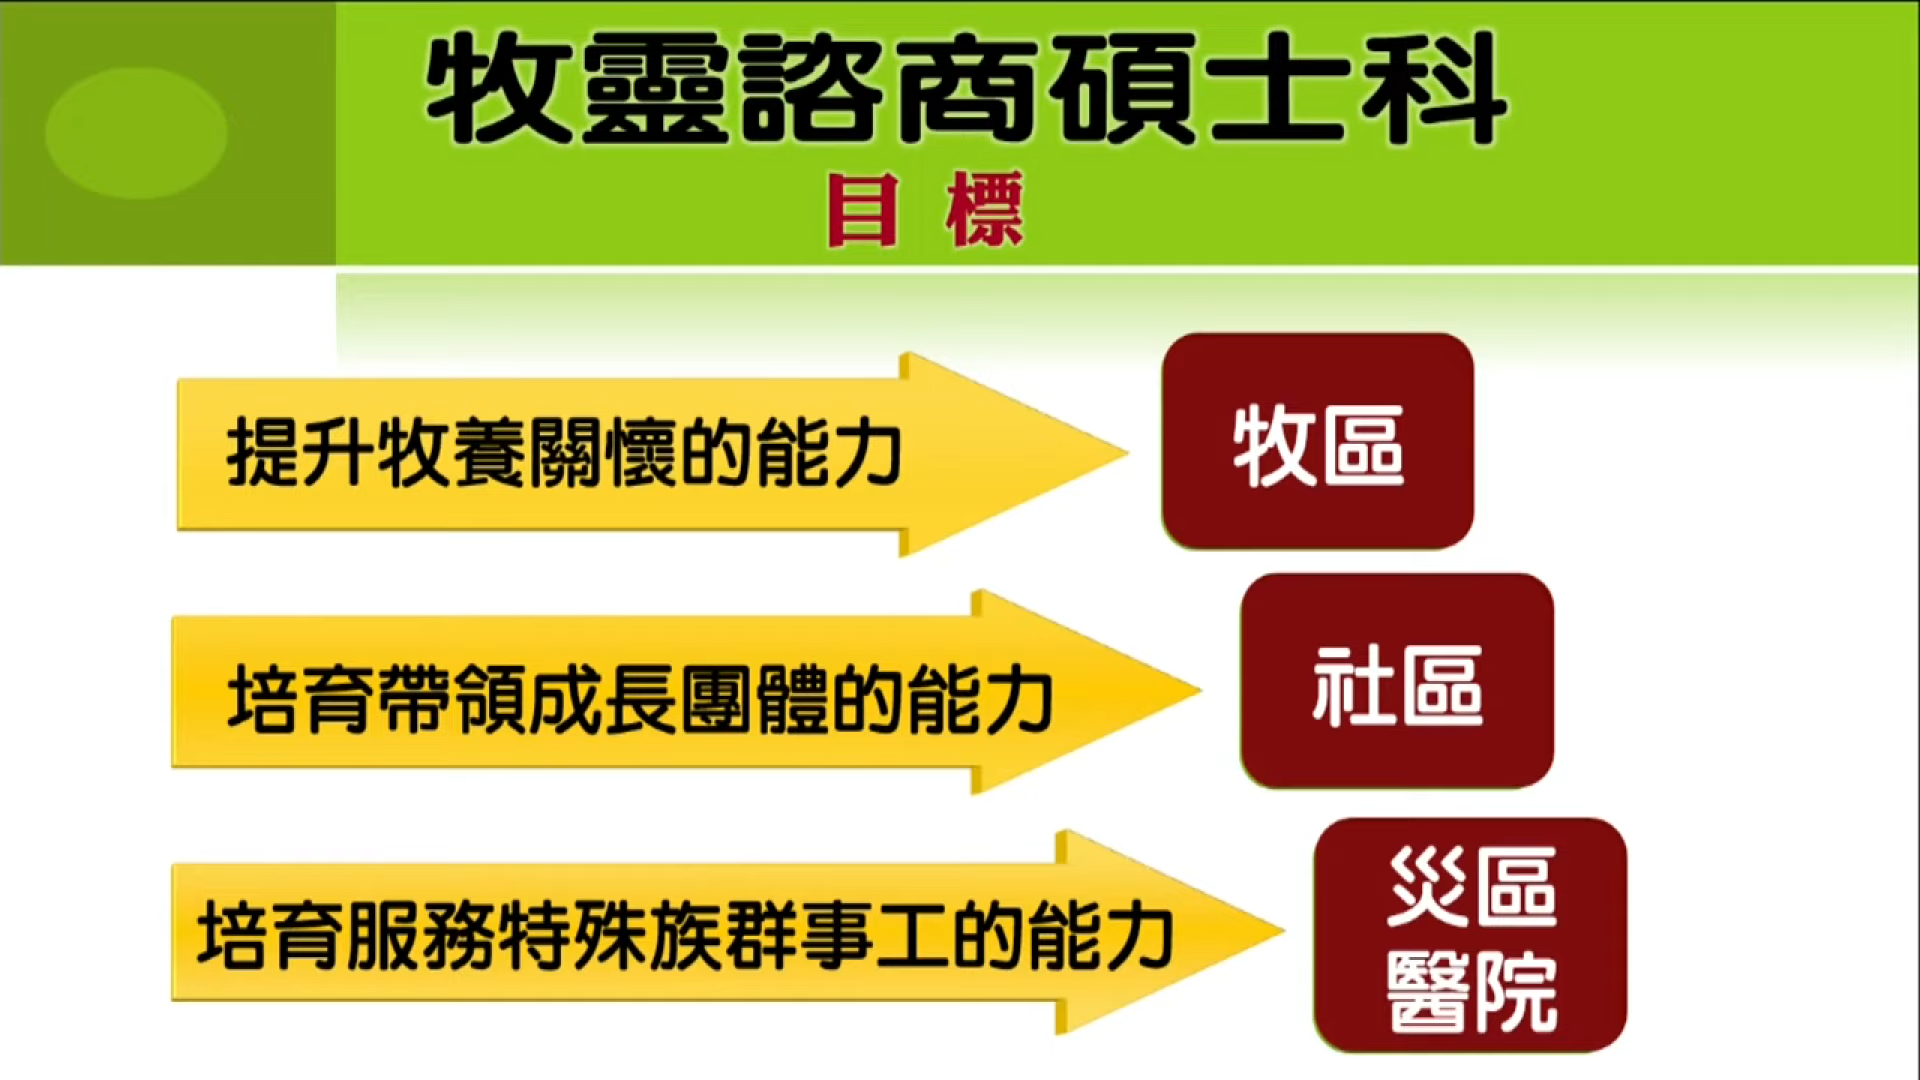 牧靈諮商碩士科
目標
提升牧養關懷的能力
牧區
培育帶領成長團體的能力
社區
培育服務特殊族群事工的能力
災區
醫院